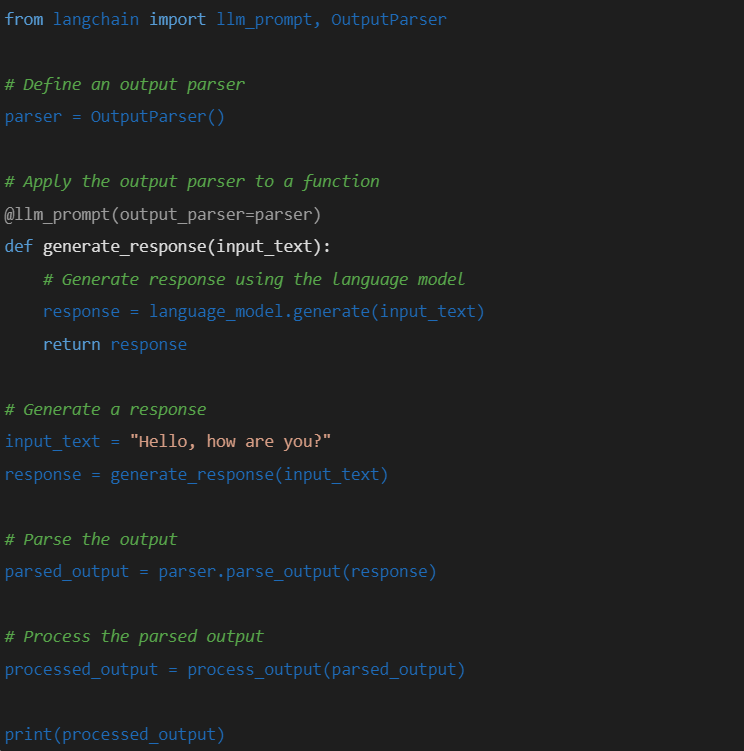 from langchain import llm_prompt, OutputParser
# Define an output parser
parser = OutputParser()
# Apply the output parser to a function
@llm_prompt(output_parser=parser)
def generate_response(input_text):
    # Generate response using the language model
    response = language_model.generate(input_text)
    return response
# Generate a response
input_text = "Hello, how are you?"
response = generate_response(input_text)
# Parse the output
parsed_output = parser.parse_output(response)
# Process the parsed output
processed_output = process_output(parsed_output)
print(processed_output)